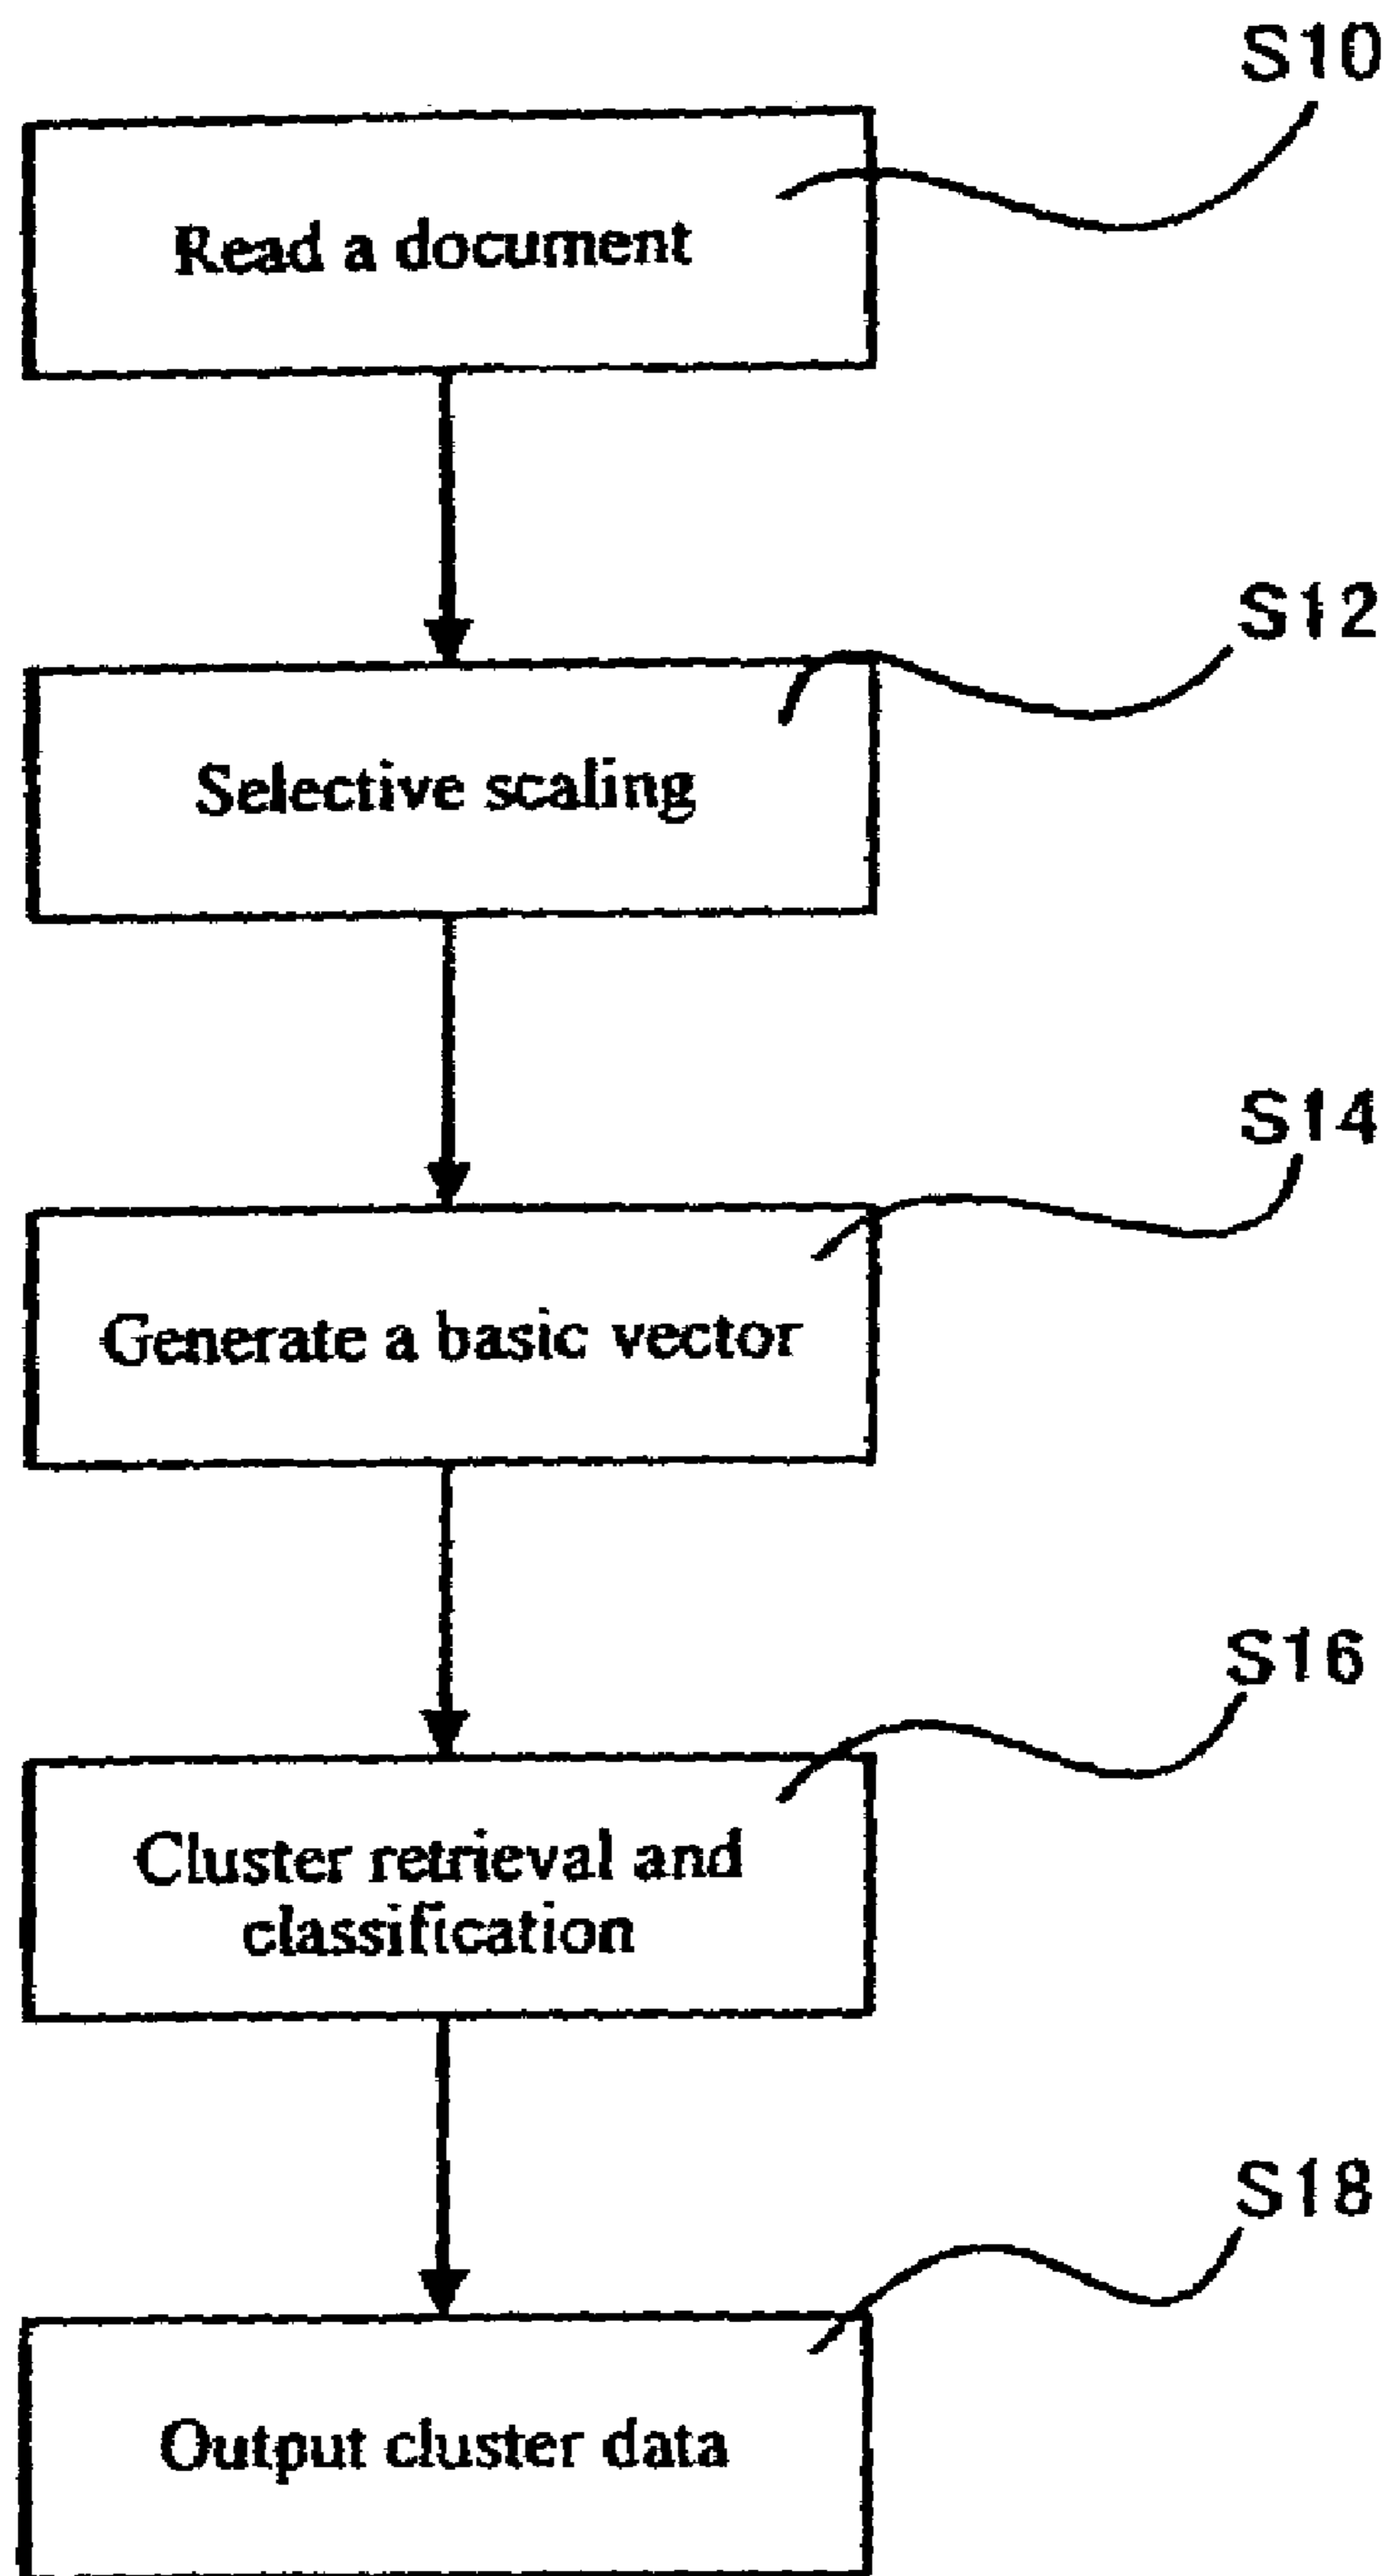 S10
Read a document
S12
Selective scaling
S14
Generate a basic vector
S16
Cluster retrieval and
classification
S18
Output cluster data